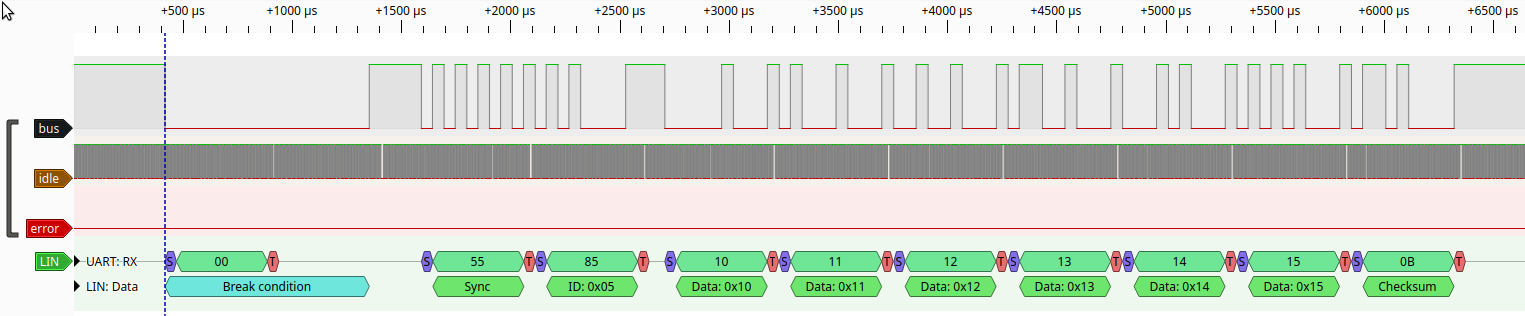 +500 µs +1000 µs +1500 µs +2000 µs +2500 µs +3000 µs +3500 µs +4000 µs +4500 µs +5000 µs +5500 µs +6000 µs +6500 µs
bus
idle
error
LIN UART: RX S 00 T S 55 T S 85 T S 10 T S 11 T S 12 T S 13 T S 14 T S 15 T S 0B T
LIN: Data Break condition Sync ID: 0x05 Data: 0x10 Data: 0x11 Data: 0x12 Data: 0x13 Data: 0x14 Data: 0x15 Checksum